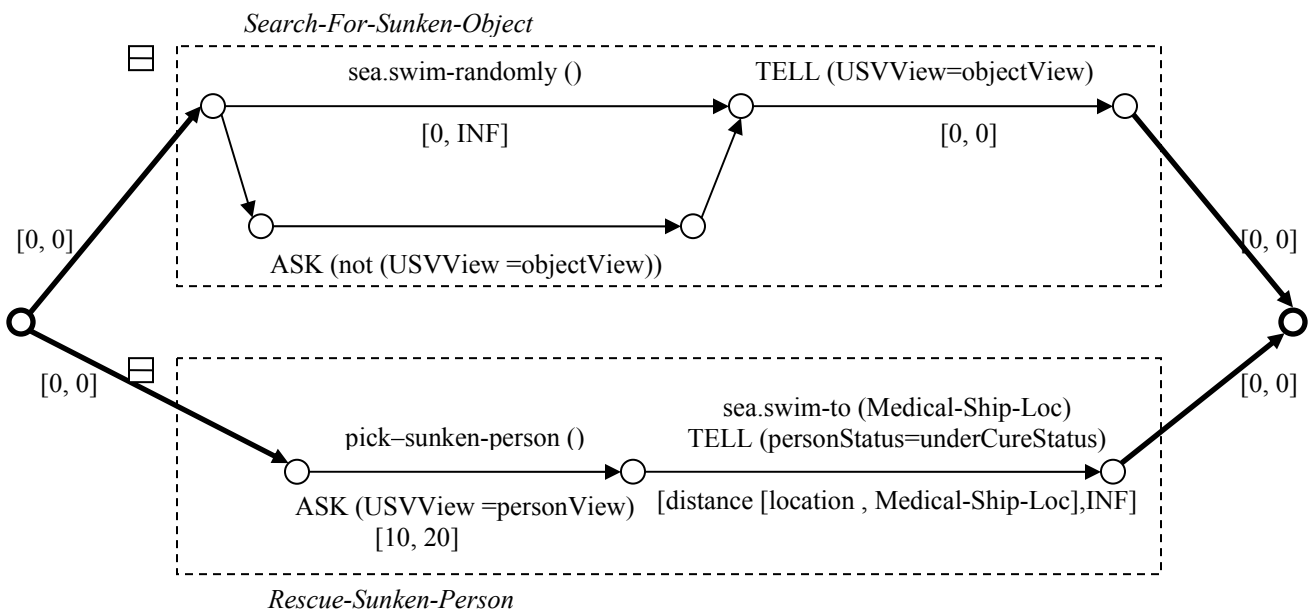 Search-For-Sunken-Object
sea.swim-randomly () TELL (USVView=objectView)
[0, INF] [0, 0]
[0, 0] [0, 0]
ASK (not (USVView =objectView))
[0, 0] [0, 0]
sea.swim-to (Medical-Ship-Loc)
pick–sunken-person () TELL (personStatus=underCureStatus)
ASK (USVView =personView) [distance [location , Medical-Ship-Loc],INF]
[10, 20]
Rescue-Sunken-Person